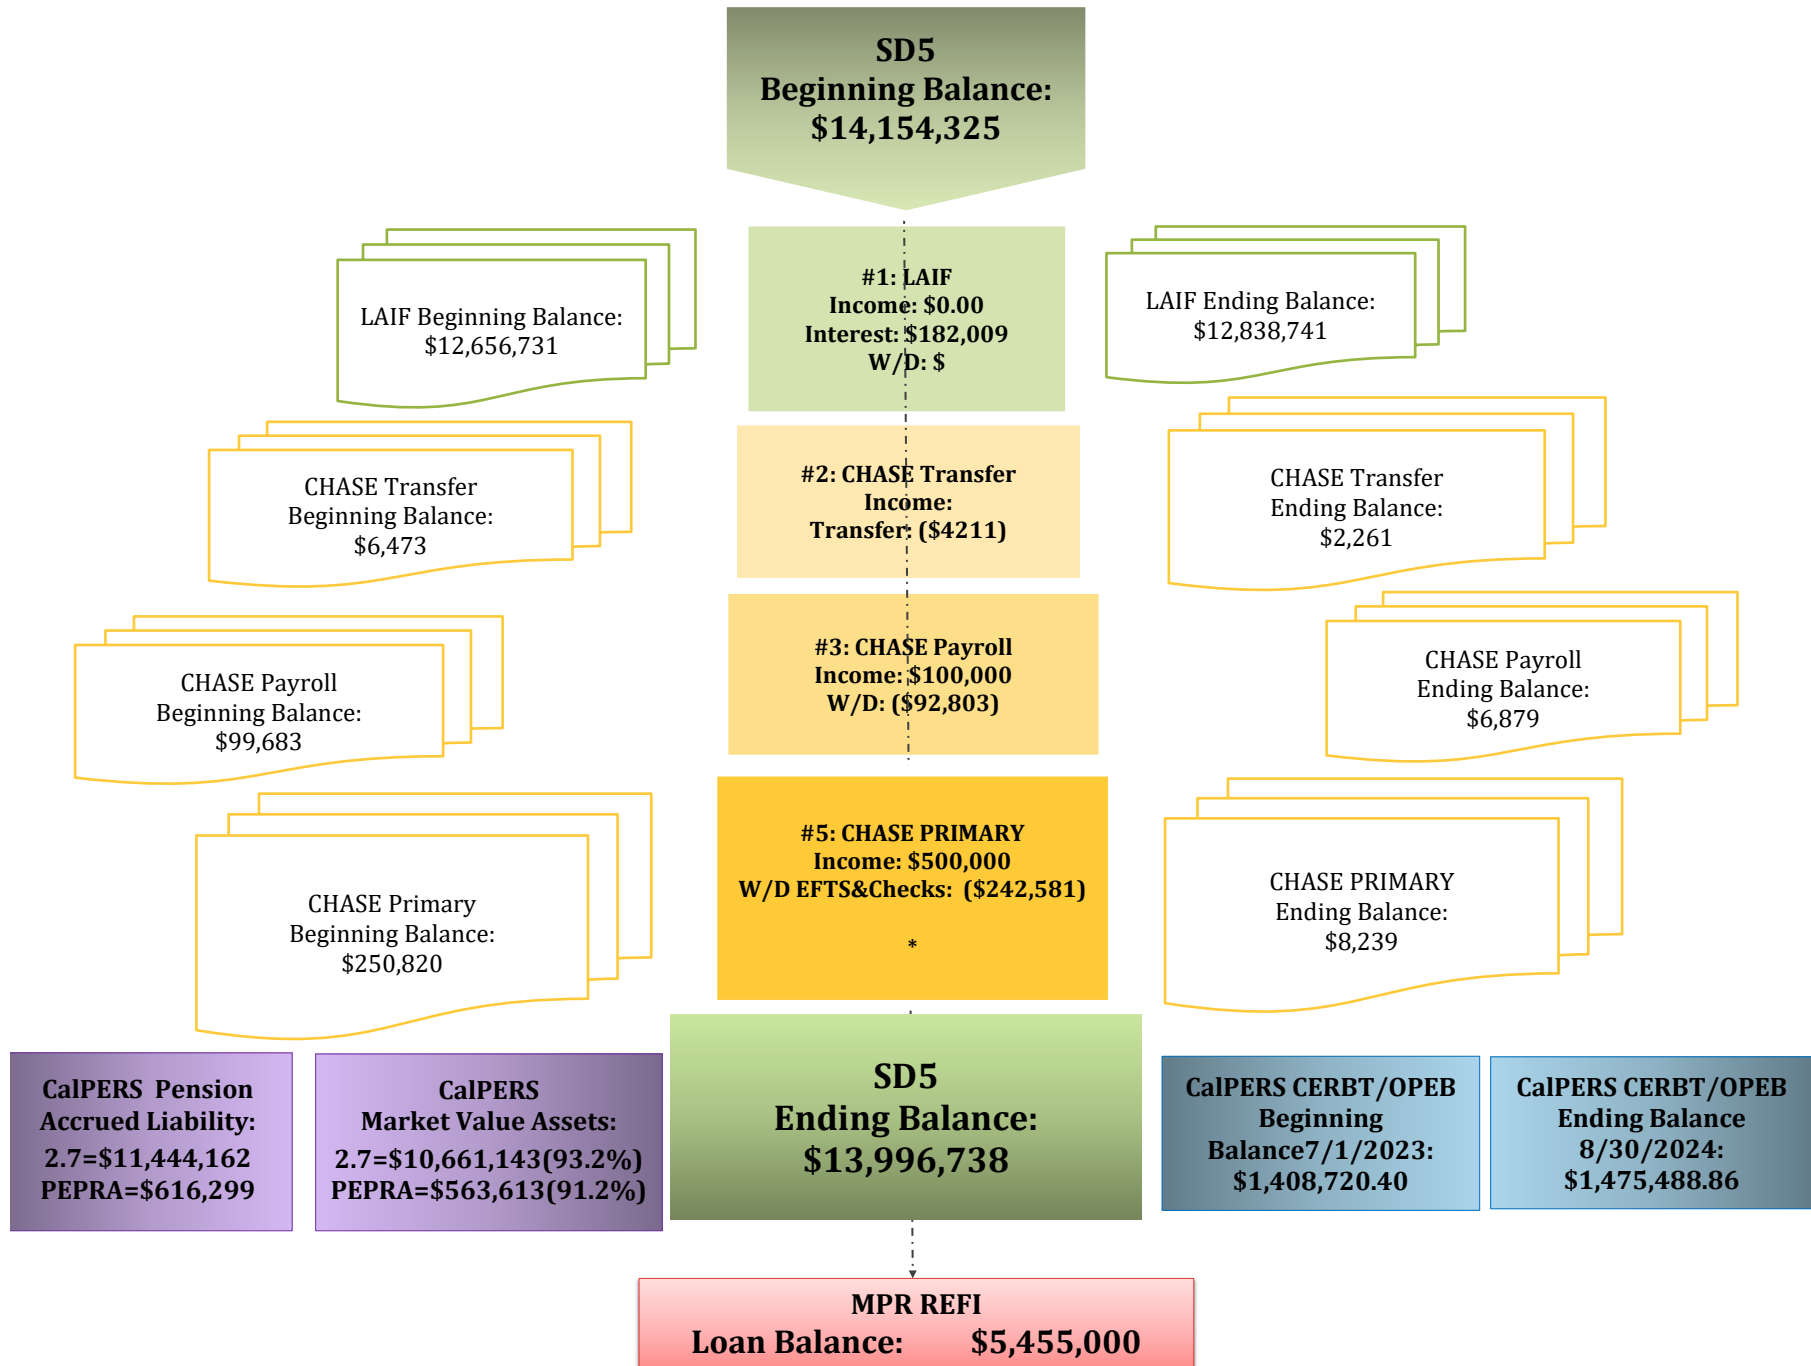 SD5
Beginning Balance:
$14,154,325
LAIF Beginning Balance:
$12,656,731
#1: LAIF
Income: $0.00
Interest: $182,009
W/D: $
LAIF Ending Balance:
$12,838,741
CHASE Transfer
Beginning Balance:
$6,473
#2: CHASE Transfer
Income:
Transfer: ($4211)
CHASE Transfer
Ending Balance:
$2,261
CHASE Payroll
Beginning Balance:
$99,683
#3: CHASE Payroll
Income: $100,000
W/D: ($92,803)
CHASE Payroll
Ending Balance:
$6,879
CHASE Primary
Beginning Balance:
$250,820
#5: CHASE PRIMARY
Income: $500,000
W/D EFTS&Checks: ($242,581)
*
CHASE PRIMARY
Ending Balance:
$8,239
CalPERS Pension
Accrued Liability:
2.7=$11,444,162
PEPRA=$616,299
CalPERS
Market Value Assets:
2.7=$10,661,143(93.2%)
PEPRA=$563,613(91.2%)
SD5
Ending Balance:
$13,996,738
CalPERS CERBT/OPEB
Beginning
Balance7/1/2023:
$1,408,720.40
CalPERS CERBT/OPEB
Ending Balance
8/30/2024:
$1,475,488.86
MPR REFI
Loan Balance: $5,455,000